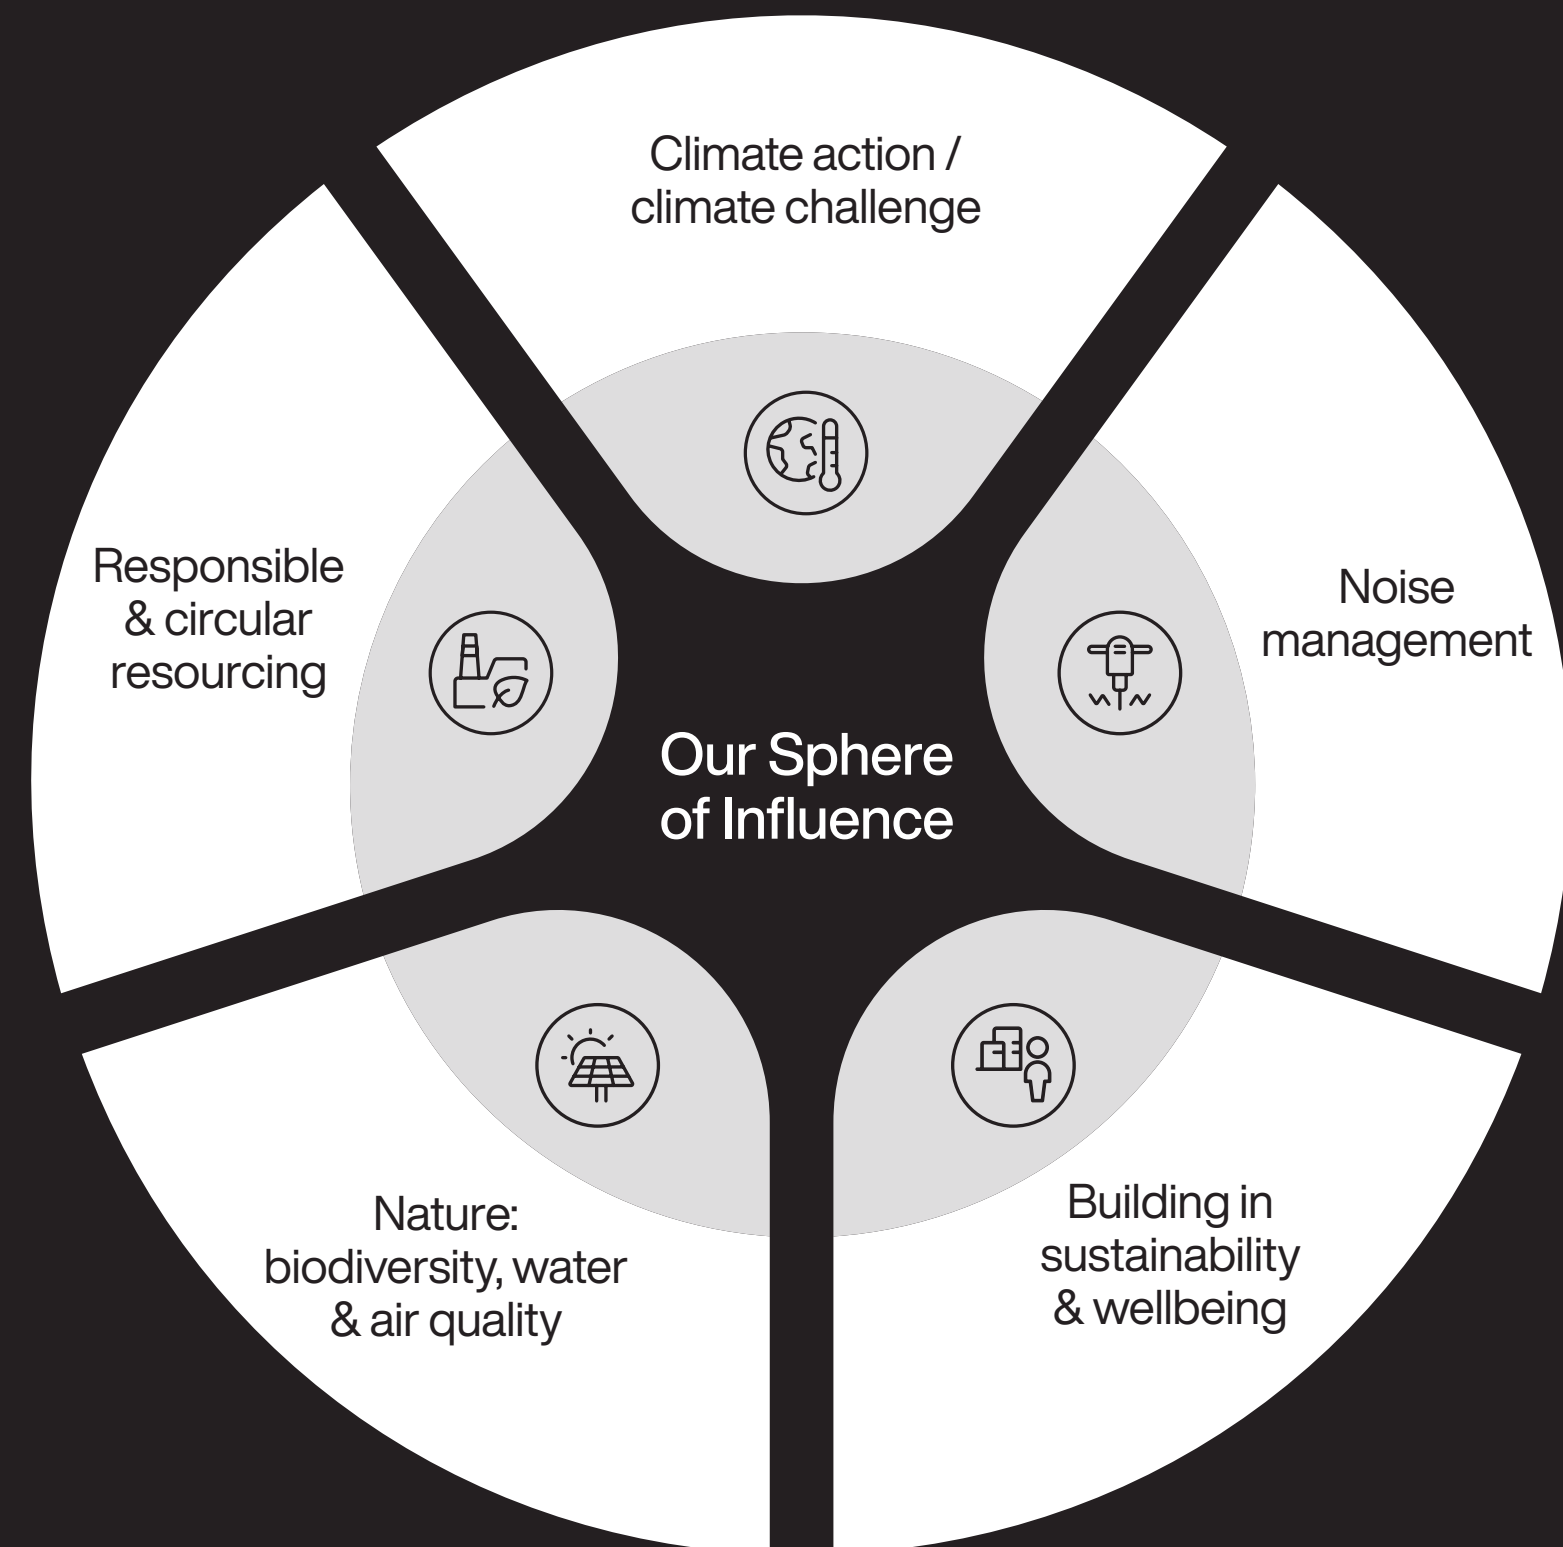 Climate action /
climate challenge
Noise
management
Building in
sustainability
& wellbeing
Nature:
biodiversity, water
& air quality
Responsible
& circular
resourcing
Our Sphere
of Influence